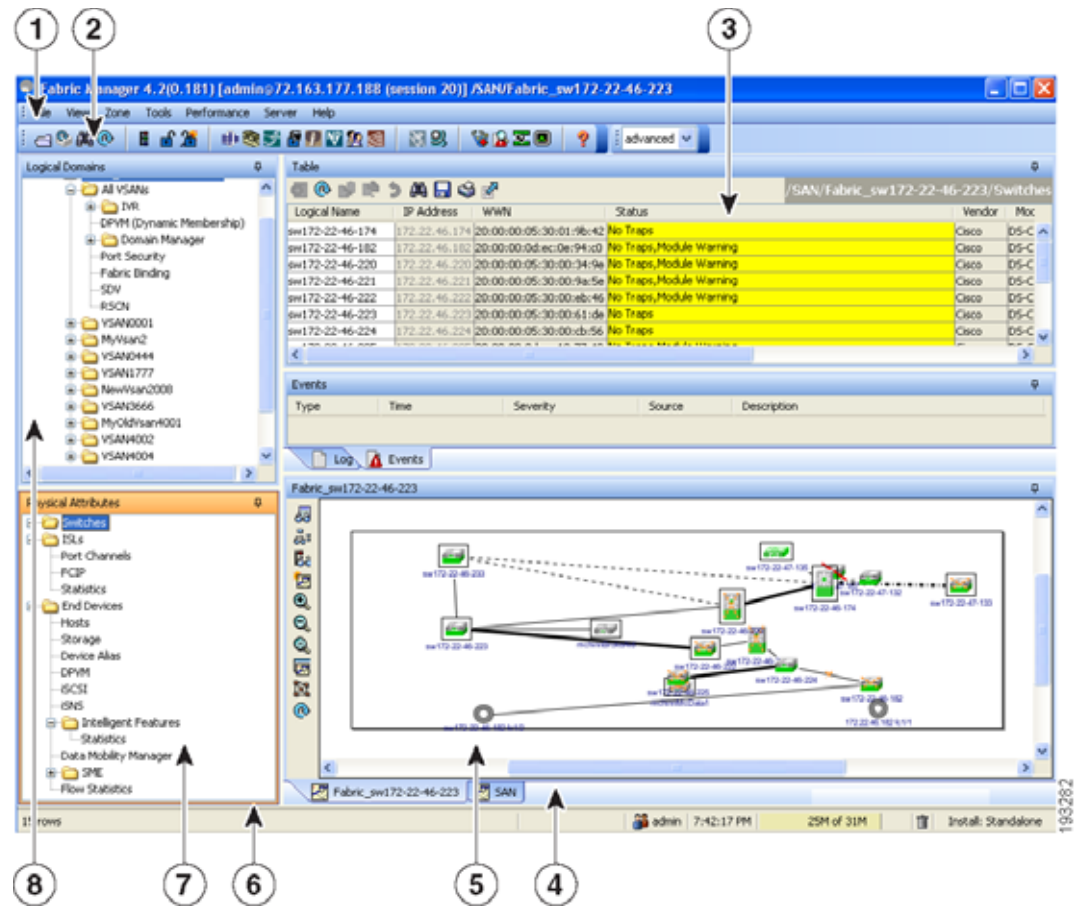 1
2
3
Fabric Manager 4.2(0.181) [admin@72.163.177.188 (session 20)] /SAN/Fabric_sw172-22-46-223
View Zone Tools Performance Server Help
advanced
Logical Domains
All VSANs
IVR
DPVM (Dynamic Membership)
Domain Manager
Port Security
Fabric Binding
SDV
RSCN
VSAN0001
MyVsan2
VSAN0444
VSAN1777
NewVsan2008
VSAN3666
MyOldVsan4001
VSAN4002
VSAN4004
Table
/SAN/Fabric_sw172-22-46-223/Switches
Logical Name IP Address WWN Status Vendor Moc
sw172-22-46-174 172.22.46.174 20:00:00:05:30:01:9b:42 No Traps Cisco DS-C
sw172-22-46-182 172.22.46.182 20:00:00:0d:ec:0e:94:c0 No Traps,Module Warning Cisco DS-C
sw172-22-46-220 172.22.46.220 20:00:00:05:30:00:34:9e No Traps,Module Warning Cisco DS-C
sw172-22-46-221 172.22.46.221 20:00:00:05:30:00:9a:5e No Traps,Module Warning Cisco DS-C
sw172-22-46-222 172.22.46.222 20:00:00:05:30:00:eb:46 No Traps,Module Warning Cisco DS-C
sw172-22-46-223 172.22.46.223 20:00:00:05:30:00:61:de No Traps Cisco DS-C
sw172-22-46-224 172.22.46.224 20:00:00:05:30:00:cb:56 No Traps Cisco DS-C
Events
Type Time Severity Source Description
Log Events
Physical Attributes
Switches
ISLs
Port Channels
FCIP
Statistics
End Devices
Hosts
Storage
Device Alias
DPVM
iSCSI
iSNS
Intelligent Features
Statistics
Data Mobility Manager
SME
Flow Statistics
Fabric_sw172-22-46-223
sw172-22-46-233
sw172-22-47-135
sw172-22-47-132
sw172-22-47-133
sw172-22-46-174
sw172-22-46-223
sw172-22-46-224
sw172-22-46-182
Fabric_sw172-22-46-223 SAN
rows admin 7:42:17 PM 25M of 31M Install: Standalone
193282
8
7
6
5
4